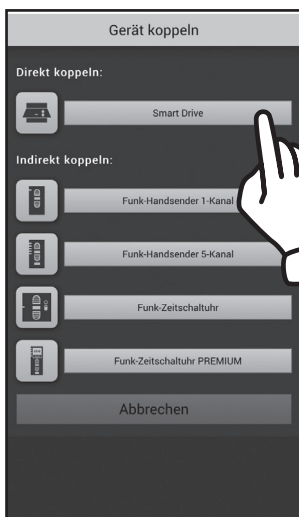 Gerät koppeln
Direkt koppeln:
Smart Drive
Indirekt koppeln:
Funk-Handsender 1-Kanal
Funk-Handsender 5-Kanal
Funk-Zeitschaltuhr
Funk-Zeitschaltuhr PREMIUM
Abbrechen